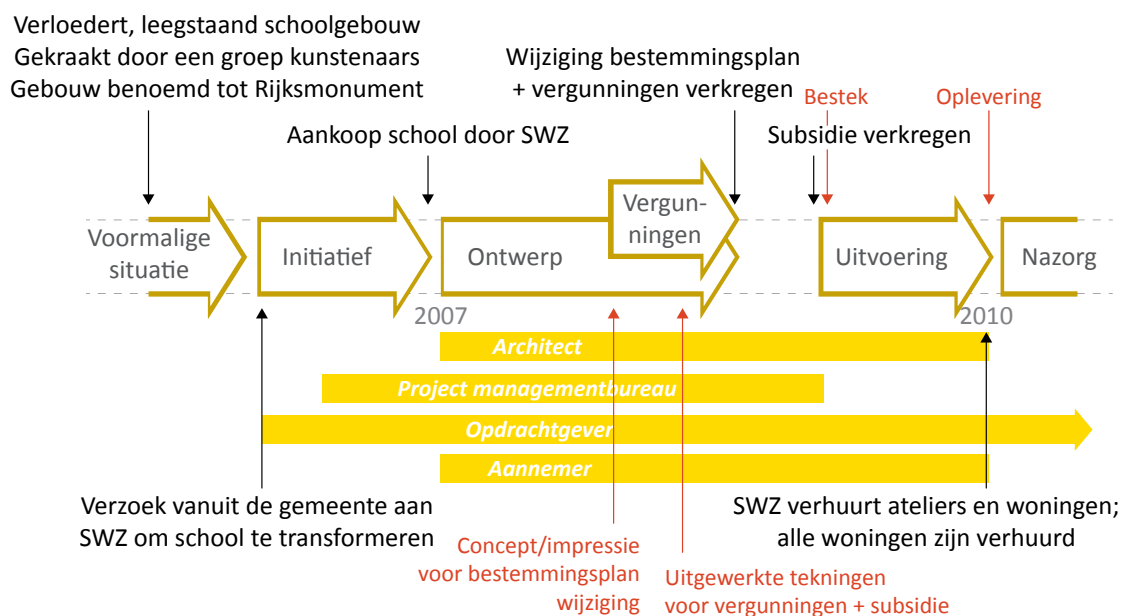 Verloedert, leegstaand schoolgebouw
Gekraakt door een groep kunstenaars
Gebouw benoemd tot Rijksmonument
Wijziging bestemmingsplan
+ vergunningen verkregen
Bestek
Oplevering
Aankoop school door SWZ
Subsidie verkregen
Voormalige
situatie
Initiatief
Ontwerp
Vergun-
ningen
Uitvoering
Nazorg
2007
2010
Architect
Project managementbureau
Opdrachtgever
Aannemer
Verzoek vanuit de gemeente aan
SWZ om school te transformeren
SWZ verhuurt ateliers en woningen;
alle woningen zijn verhuurd
Concept/impressie
voor bestemmingsplan
wijziging
Uitgewerkte tekningen
voor vergunningen + subsidie